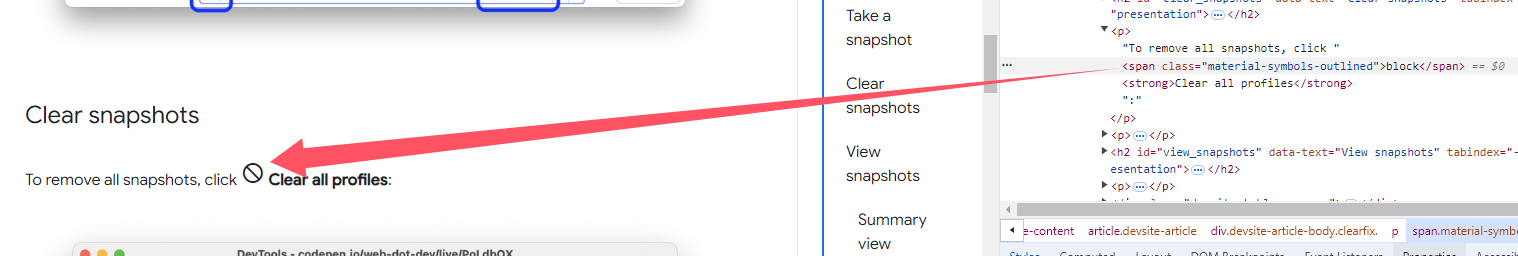 Clear snapshots
To remove all snapshots, click Clear all profiles:
DevTools - codepen.io/web-dot-dev/live/PoLdbQX
Take a
snapshot
Clear
snapshots
View
snapshots
Summary
view
"presentation">…</h2>
<p>
"To remove all snapshots, click "
<span class="material-symbols-outlined">block</span> == $0
<strong>Clear all profiles</strong>
":"
</p>
<p>…</p>
<h2 id="view_snapshots" data-text="View snapshots" tabindex="-
esentation">…</h2>
<p>…</p>
e-content article.devsite-article div.devsite-article-body.clearfix. p span.material-symbo
Styles Computed Layout DOM Breakpoints Event Listeners Properties